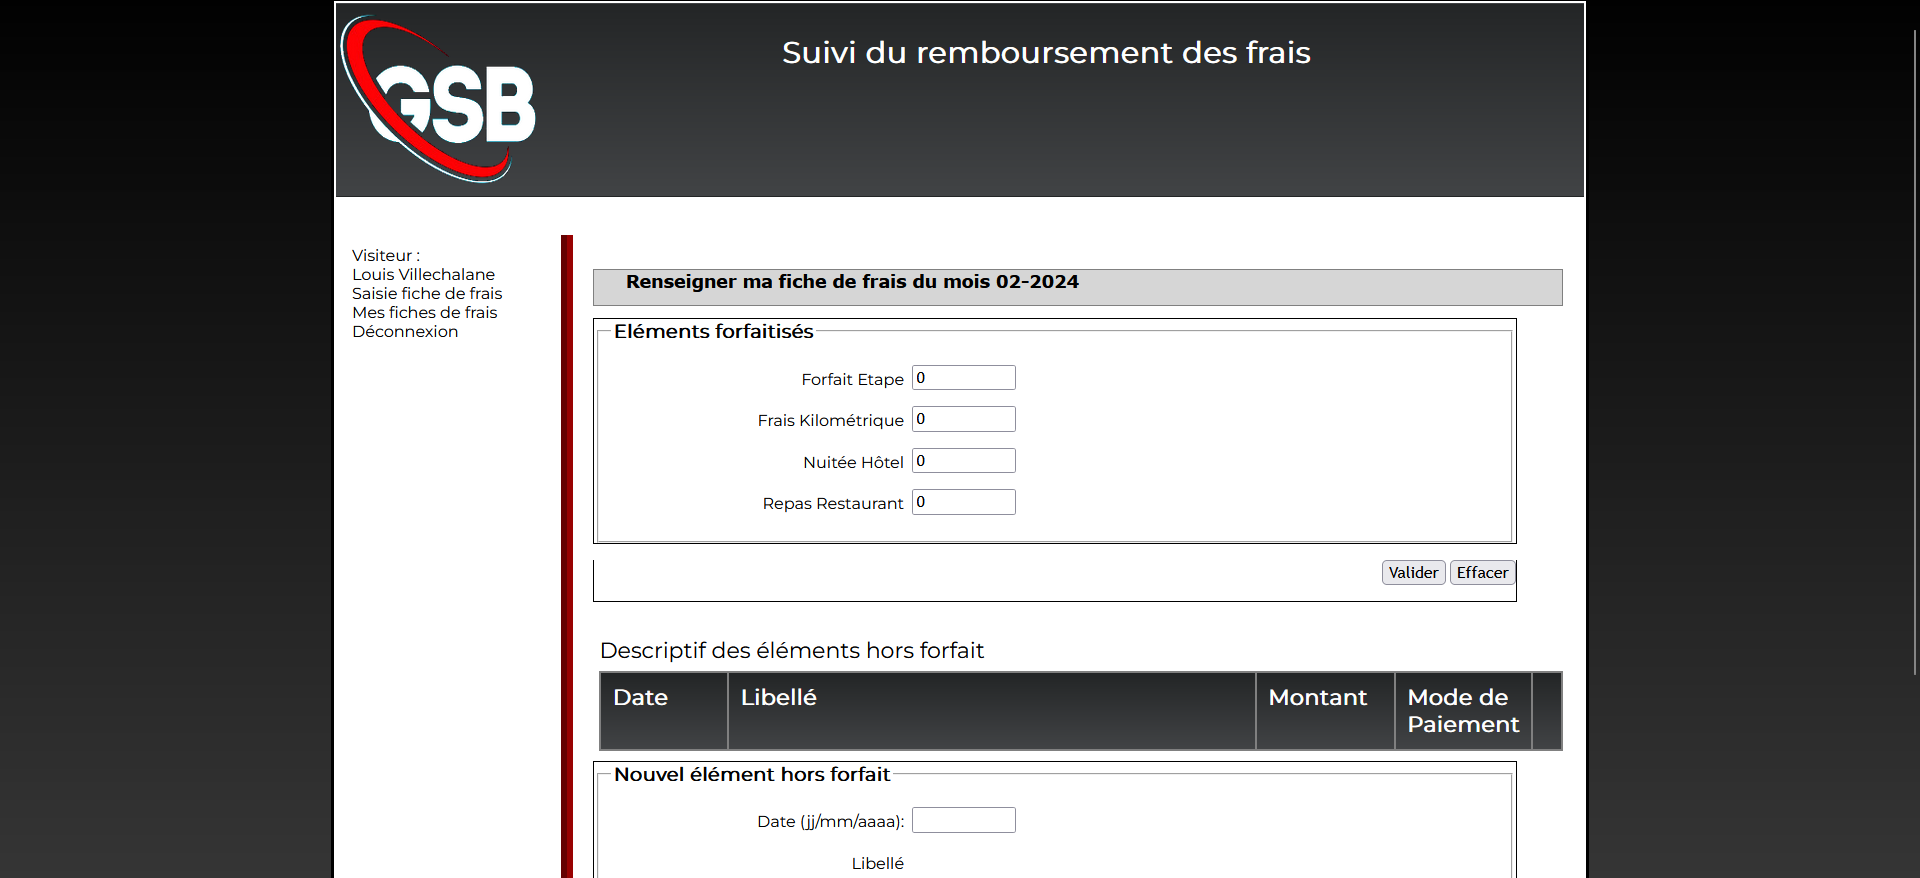 GSB
Suivi du remboursement des frais
Visiteur :
Louis Villechalane
Saisie fiche de frais
Mes fiches de frais
Déconnexion
Renseigner ma fiche de frais du mois 02-2024
Eléments forfaitisés
Forfait Etape 0
Frais Kilométrique 0
Nuitée Hôtel 0
Repas Restaurant 0
Valider Effacer
Descriptif des éléments hors forfait
Date Libellé Montant Mode de
Paiement
Nouvel élément hors forfait
Date (jj/mm/aaaa):
Libellé